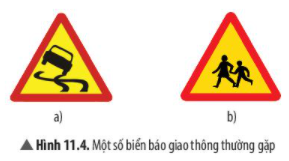 a)
b)
▲ Hình 11.4. Một số biển báo giao thông thường gặp